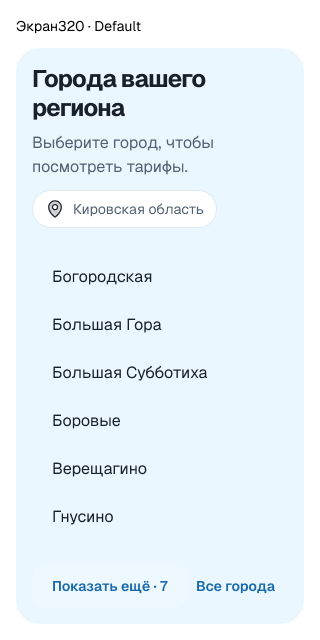 Экран320 · Default
Города вашего
региона
Выберите город, чтобы
посмотреть тарифы.
Кировская область
Богородская
Большая Гора
Большая Субботиха
Боровые
Верещагино
Гнусино
Показать ещё · 7 Все города